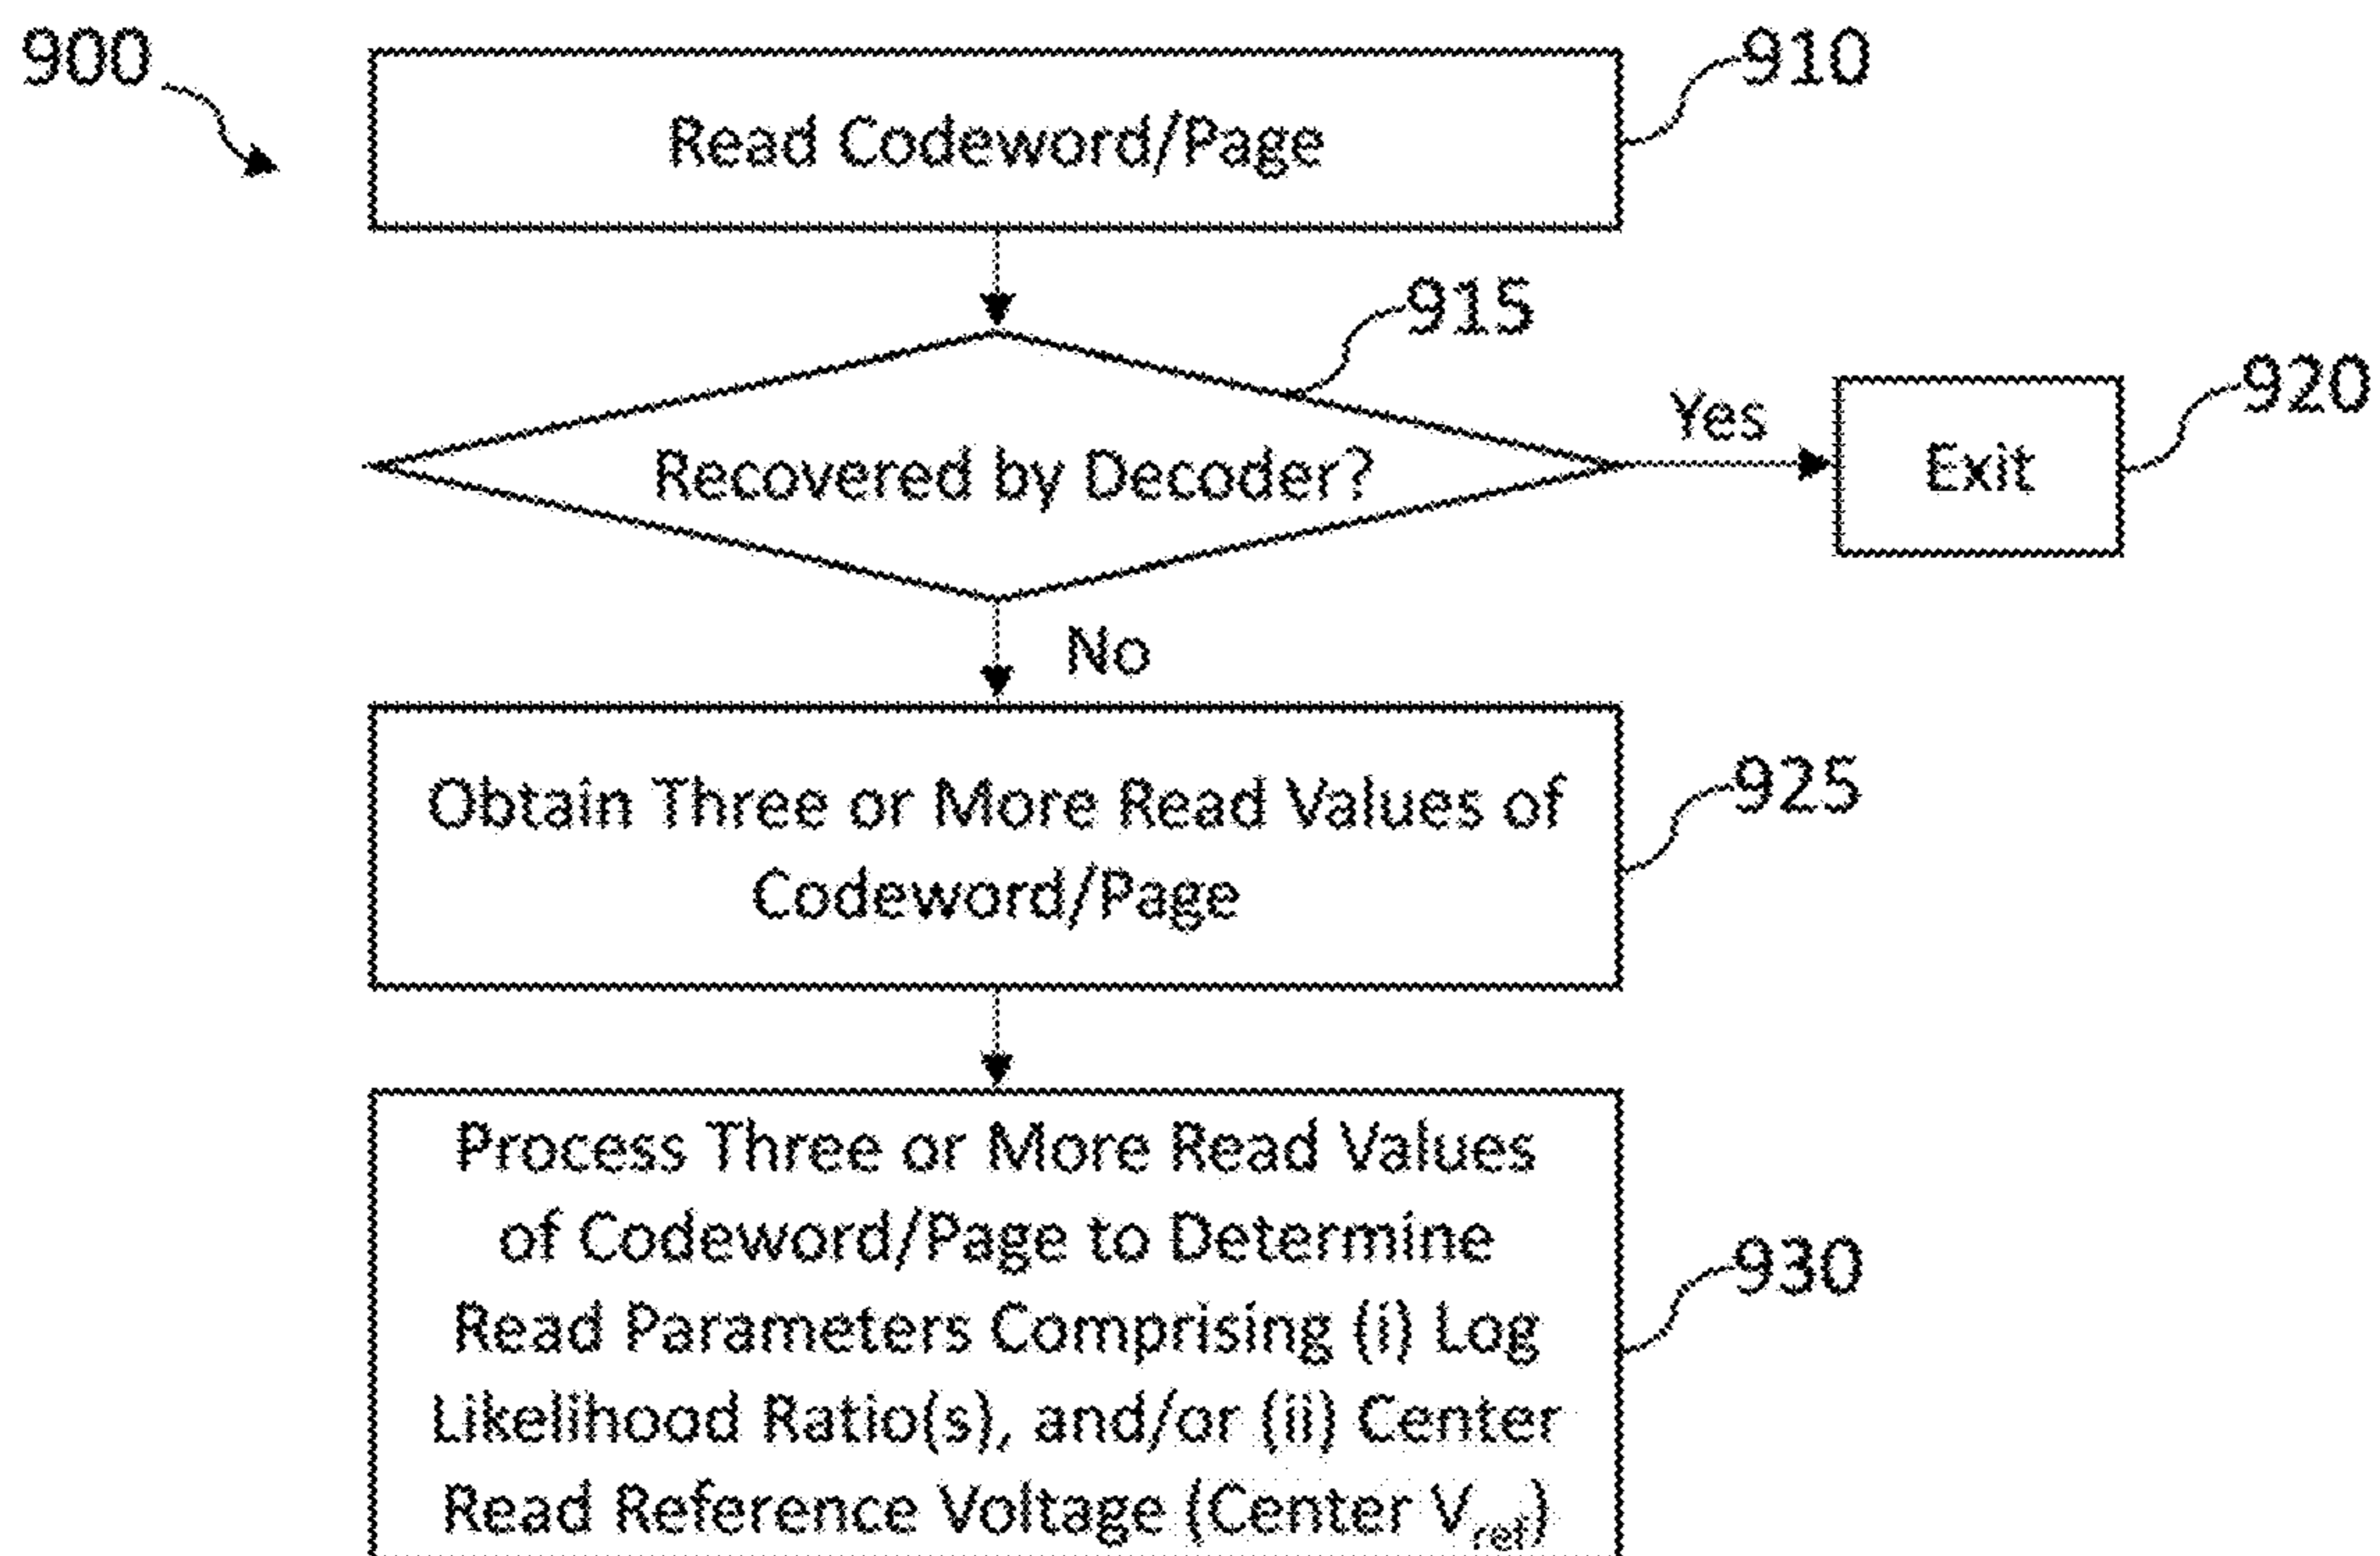 900
910
Read Codeword/Page
915
920
Yes
Recovered by Decoder?
Exit
No
925
Obtain Three or More Read Values of
Codeword/Page
930
Process Three or More Read Values
of Codeword/Page to Determine
Read Parameters Comprising (i) Log
Likelihood Ratio(s), and/or (ii) Center
Read Reference Voltage (Center Vref)